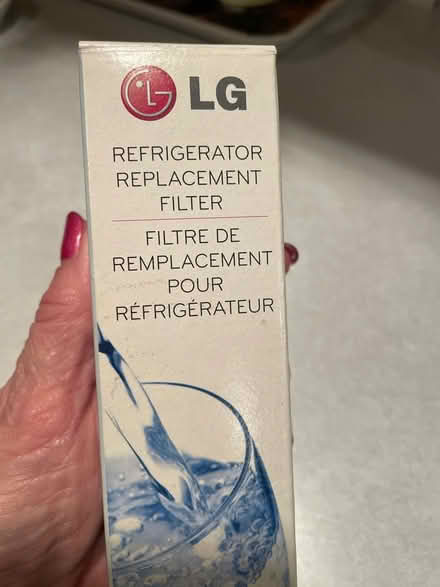 LG
REFRIGERATOR
REPLACEMENT
FILTER
FILTRE DE
REMPLACEMENT
POUR
RÉFRIGÉRATEUR